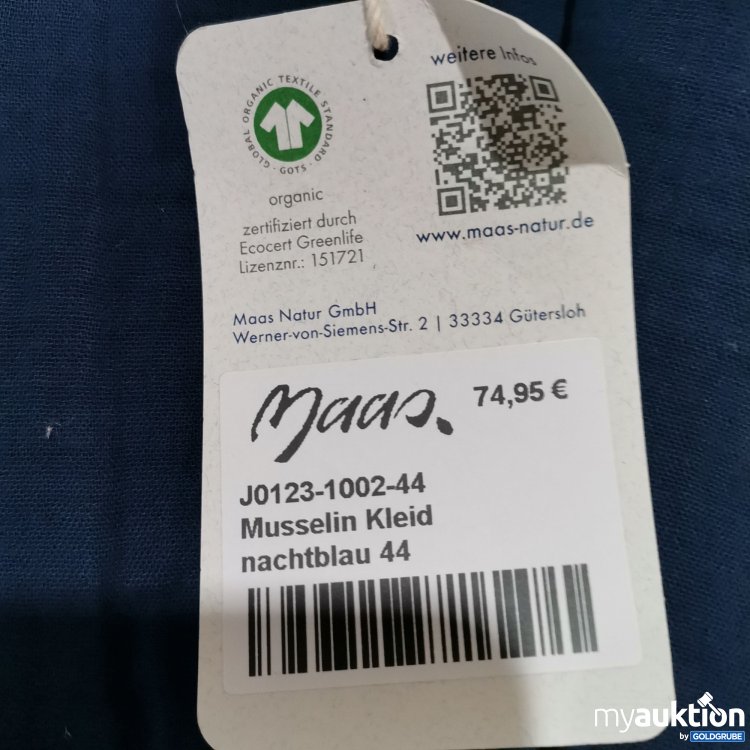 GLOBAL ORGANIC TEXTILE STANDARD · GOTS ·
organic
zertifiziert durch
Ecocert Greenlife
Lizenznr.: 151721
weitere Infos
www.maas-natur.de
Maas Natur GmbH
Werner-von-Siemens-Str. 2 | 33334 Gütersloh
Maas.
74,95 €
J0123-1002-44
Musselin Kleid
nachtblau 44
myauktion
by GOLDGRUBE